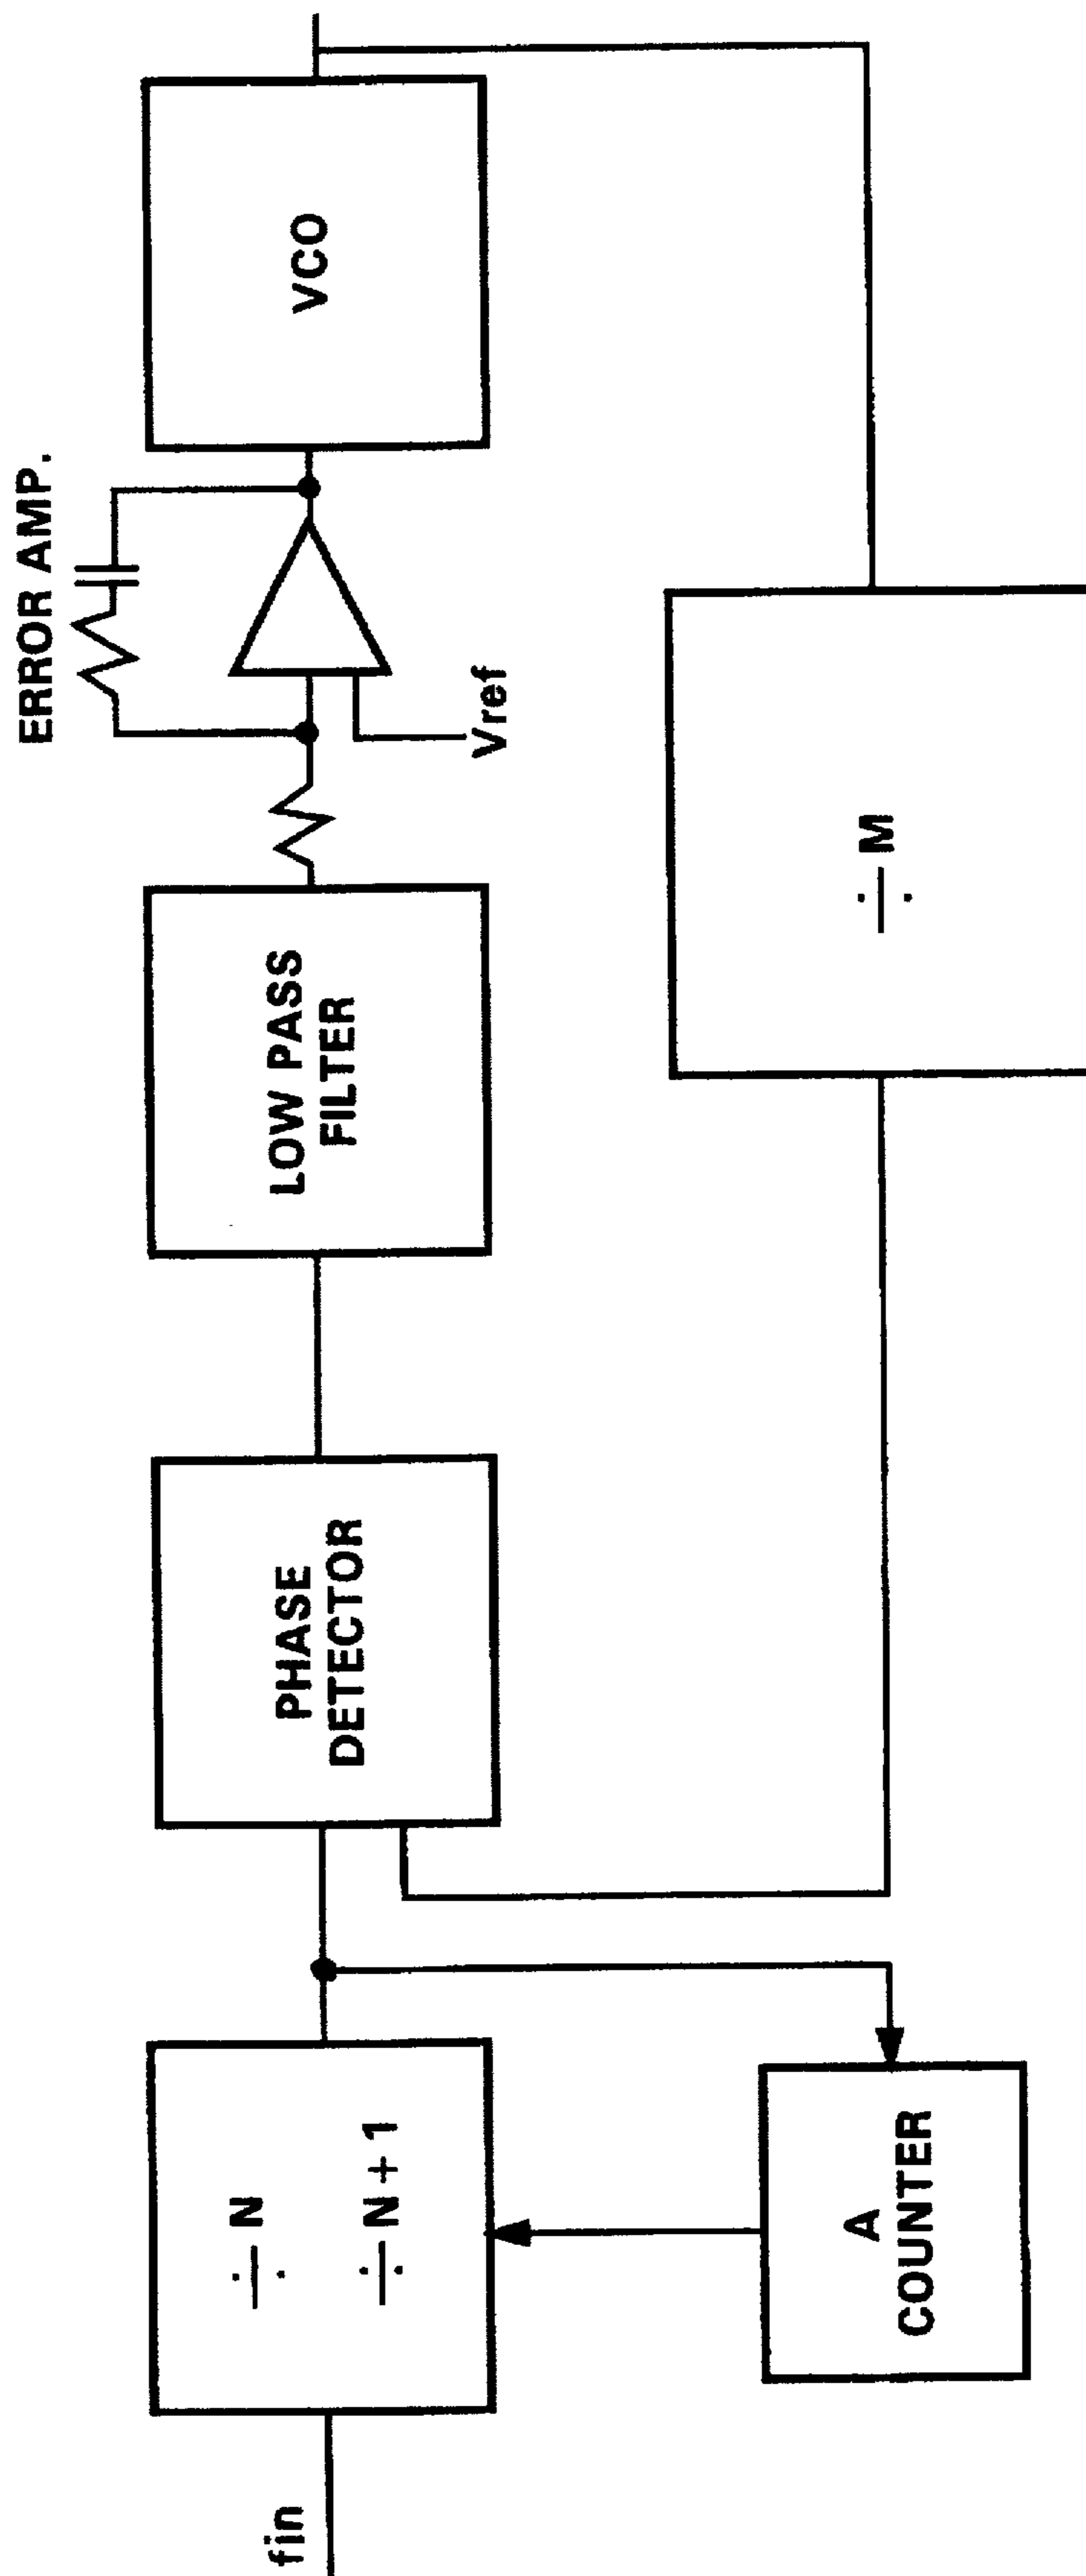 fin
÷ N
÷ N + 1
A
COUNTER
PHASE
DETECTOR
LOW PASS
FILTER
ERROR AMP.
Vref
VCO
÷ M